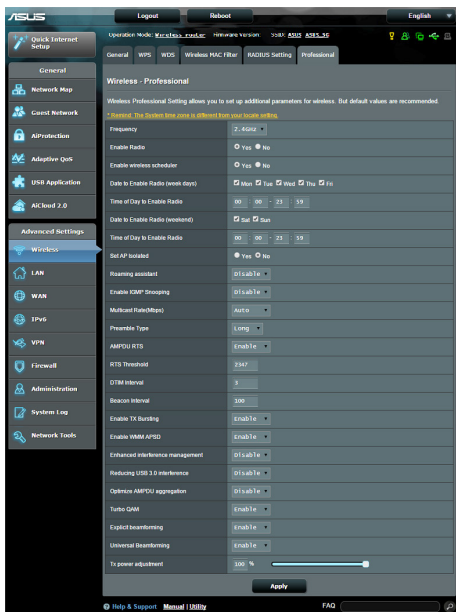 ASUS Logout Reboot English
Quick Internet Setup
Operation Mode: Wireless router Firmware Version: SSID: ASUS ASUS_5G
General WPS WDS Wireless MAC Filter RADIUS Setting Professional
General
Network Map
Guest Network
AiProtection
Adaptive QoS
USB Application
AiCloud 2.0
Advanced Settings
Wireless
LAN
WAN
IPv6
VPN
Firewall
Administration
System Log
Network Tools
Wireless - Professional
Wireless Professional Setting allows you to set up additional parameters for wireless. But default values are recommended.
* Remind: The System time zone is different from your locale setting.
Frequency 2.4GHz
Enable Radio Yes No
Enable wireless scheduler Yes No
Date to Enable Radio (week days) Mon Tue Wed Thu Fri
Time of Day to Enable Radio 00 : 00 - 23 : 59
Date to Enable Radio (weekend) Sat Sun
Time of Day to Enable Radio 00 : 00 - 23 : 59
Set AP Isolated Yes No
Roaming assistant Disable
Enable IGMP Snooping Disable
Multicast Rate(Mbps) Auto
Preamble Type Long
AMPDU RTS Enable
RTS Threshold 2347
DTIM Interval 3
Beacon Interval 100
Enable TX Bursting Enable
Enable WMM APSD Enable
Enhanced interference management Disable
Reducing USB 3.0 interference Disable
Optimize AMPDU aggregation Disable
Turbo QAM Enable
Explicit beamforming Enable
Universal Beamforming Enable
Tx power adjustment 100 %
Apply
Help & Support Manual | Utility FAQ